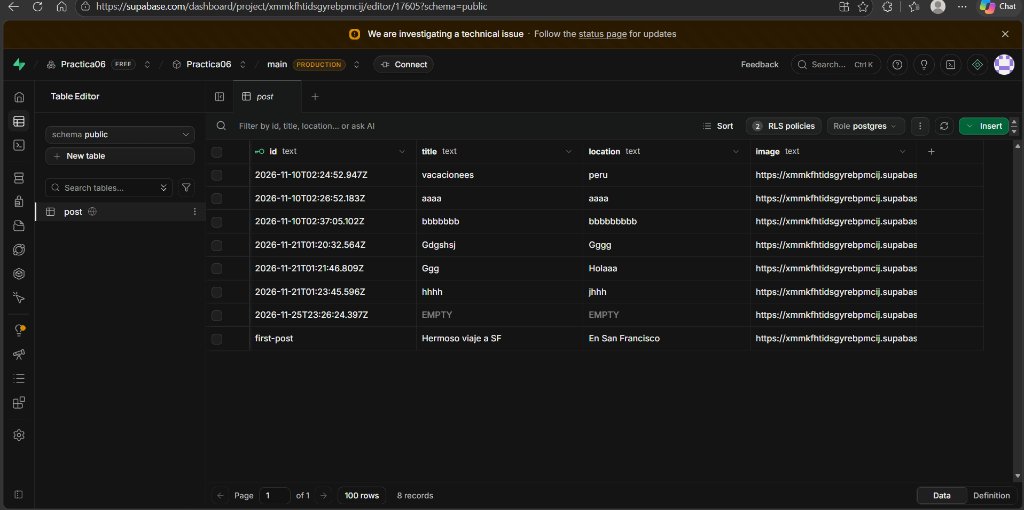 https://supabase.com/dashboard/project/xmmkfhtidsgyrebpmcij/editor/17605?schema=public
Chat
We are investigating a technical issue · Follow the status page for updates
Practica06 FREE / Practica06 / main PRODUCTION Connect Feedback Search... Ctrl K
Table Editor
post
schema public
Filter by id, title, location... or ask AI
Sort 2 RLS policies Role postgres Insert
New table
Search tables...
post
id text title text location text image text
2026-11-10T02:24:52.947Z vacacionees peru https://xmmkfhtidsgyrebpmcij.supabas
2026-11-10T02:26:52.183Z aaaa aaaa https://xmmkfhtidsgyrebpmcij.supabas
2026-11-10T02:37:05.102Z bbbbbbb bbbbbbbbb https://xmmkfhtidsgyrebpmcij.supabas
2026-11-21T01:20:32.564Z Gdgshsj Gggg https://xmmkfhtidsgyrebpmcij.supabas
2026-11-21T01:21:46.809Z Ggg Holaaa https://xmmkfhtidsgyrebpmcij.supabas
2026-11-21T01:23:45.596Z hhhh jhhh https://xmmkfhtidsgyrebpmcij.supabas
2026-11-25T23:26:24.397Z EMPTY EMPTY https://xmmkfhtidsgyrebpmcij.supabas
first-post Hermoso viaje a SF En San Francisco https://xmmkfhtidsgyrebpmcij.supabas
Page 1 of 1 100 rows 8 records Data Definition